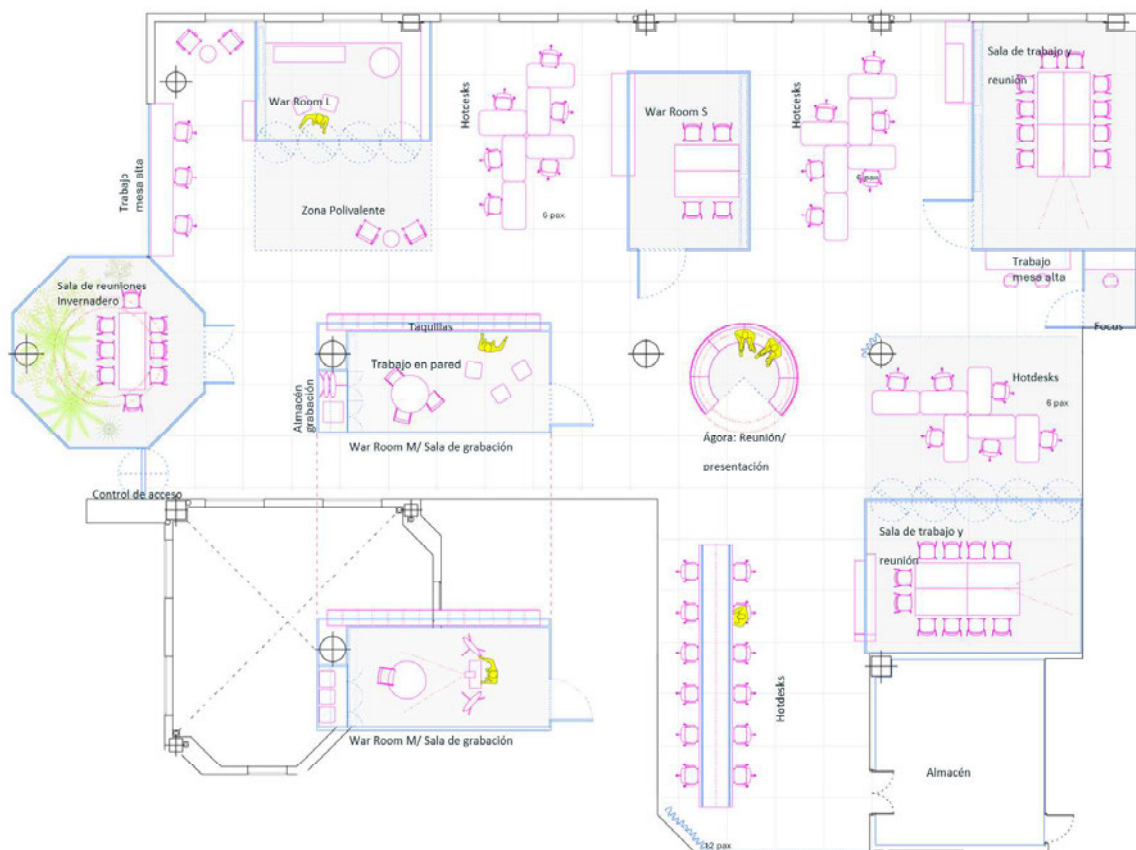 Sala de trabajo y
reunión
War Room L
Hotcesks
War Room S
Hotcesks
Trabajo
mesa alta
Zona Polivalente
6 pax
6 pax
Sala de reuniones
Invernadero
Trabajo
mesa alta
Focus
Taquillas
Trabajo en pared
Almacén
grabación
Hotdesks
6 pax
War Room M/ Sala de grabación
Ágora: Reunión/
presentación
Control de acceso
Sala de trabajo y
reunión
Hotdesks
War Room M/ Sala de grabación
Almacén
12 pax